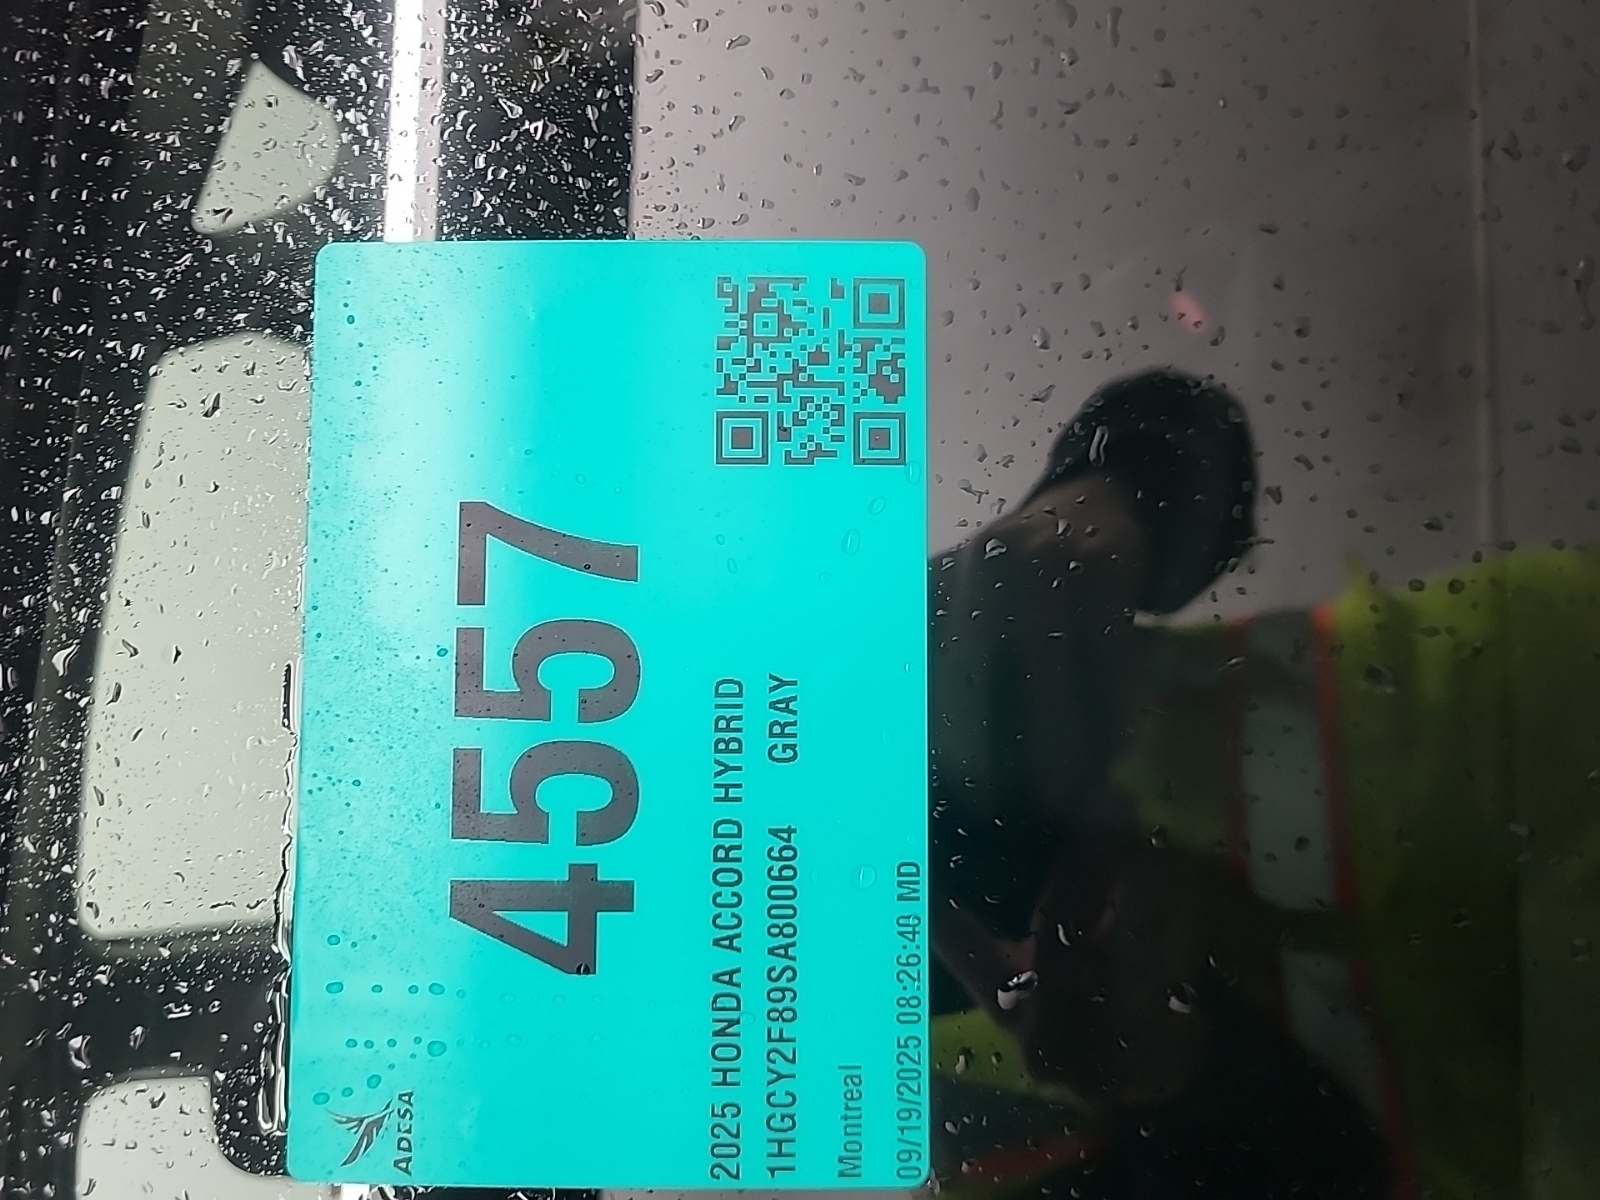 ADESA
4557
2025 HONDA ACCORD HYBRID
1HGCY2F89SA800664 GRAY
Montreal
09/19/2025 08:26:40 MD